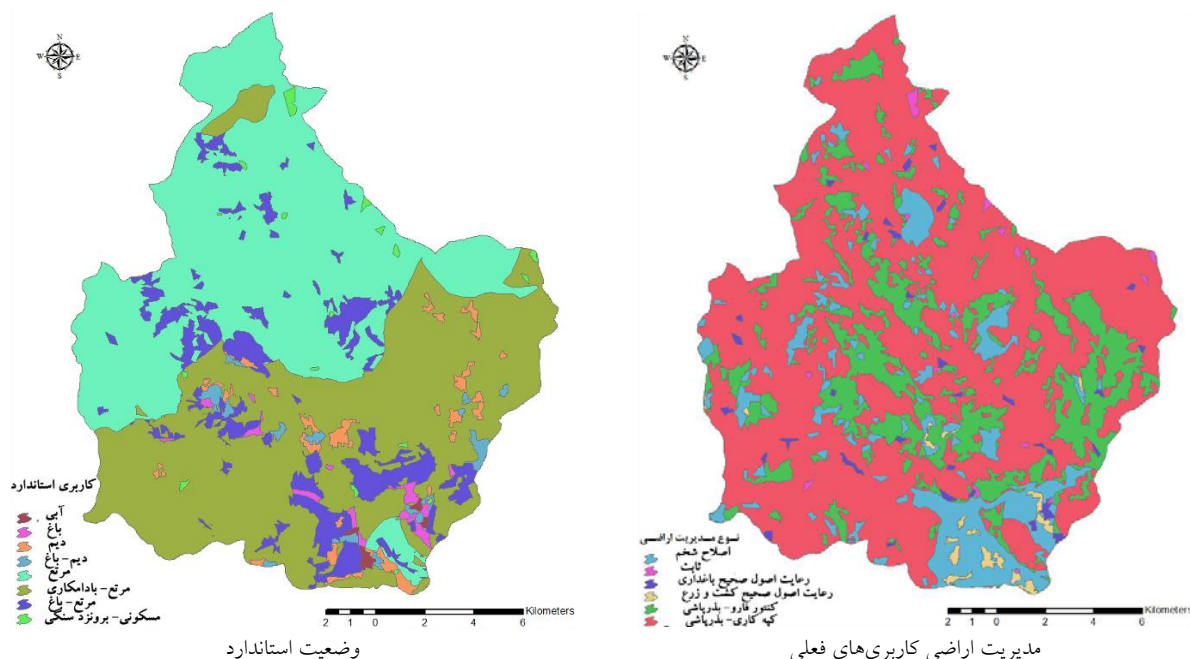 N
W E
S
کاربری استاندارد
آبی
باغ
دیم
دیم-باغ
مرتع
مرتع-بادامکاری
مرتع-باغ
مسکونی-برونزد سنگی
2 1 0 2 4 6
Kilometers
وضعیت استاندارد
N
W E
S
نوع مدیریت اراضی
اصلاح شخم
ثابت
رعایت اصول صحیح باغداری
رعایت اصول صحیح کشت و زرع
کنتور فارو-بذرپاشی
کپه کاری-بذرپاشی
2 1 0 2 4 6
Kilometers
مدیریت اراضی کاربری‌های فعلی